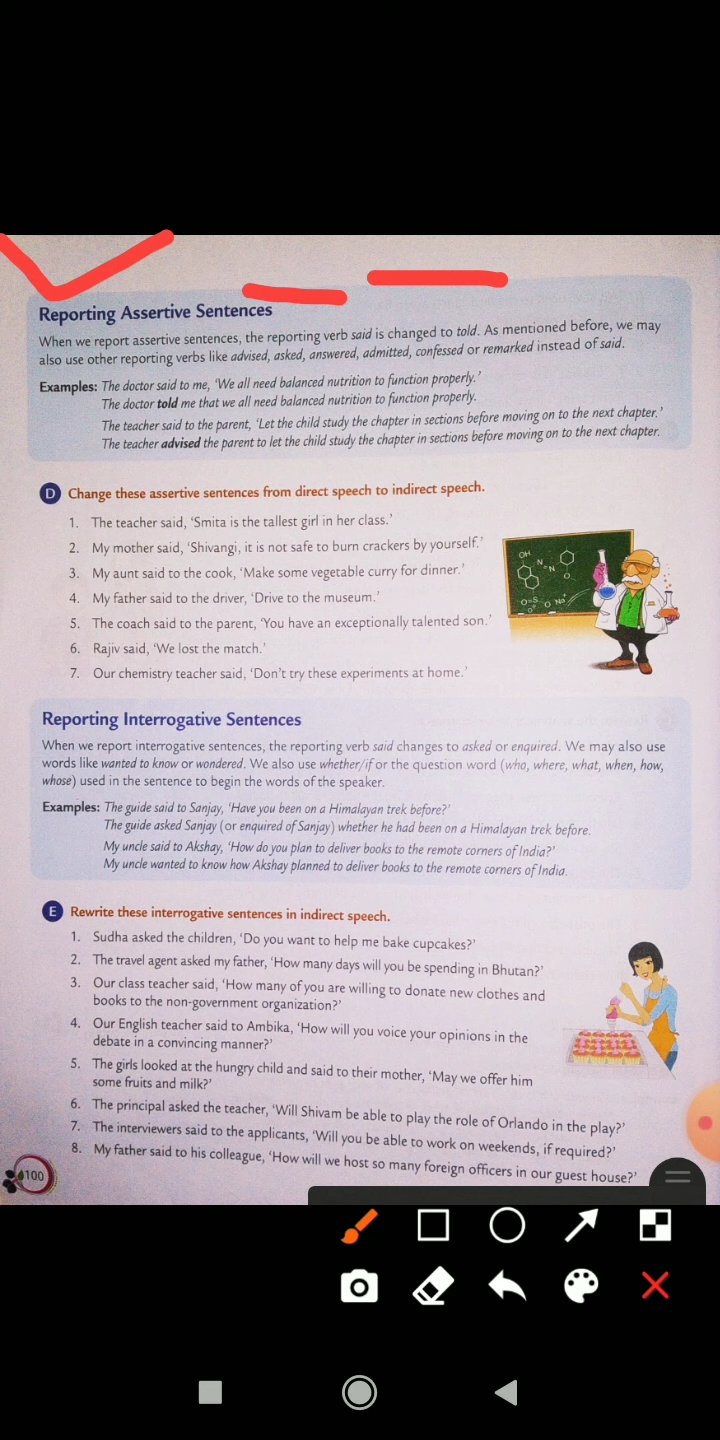 Reporting Assertive Sentences
When we report assertive sentences, the reporting verb said is changed to told. As mentioned before, we may
also use other reporting verbs like advised, asked, answered, admitted, confessed or remarked instead of said.
Examples: The doctor said to me, ‘We all need balanced nutrition to function properly.’
The doctor told me that we all need balanced nutrition to function properly.
The teacher said to the parent, ‘Let the child study the chapter in sections before moving on to the next chapter.’
The teacher advised the parent to let the child study the chapter in sections before moving on to the next chapter.
D Change these assertive sentences from direct speech to indirect speech.
1. The teacher said, ‘Smita is the tallest girl in her class.’
2. My mother said, ‘Shivangi, it is not safe to burn crackers by yourself.’
3. My aunt said to the cook, ‘Make some vegetable curry for dinner.’
4. My father said to the driver, ‘Drive to the museum.’
5. The coach said to the parent, ‘You have an exceptionally talented son.’
6. Rajiv said, ‘We lost the match.’
7. Our chemistry teacher said, ‘Don’t try these experiments at home.’
OH
N
N
O
O=S
O
O Na+
Reporting Interrogative Sentences
When we report interrogative sentences, the reporting verb said changes to asked or enquired. We may also use
words like wanted to know or wondered. We also use whether/if or the question word (who, where, what, when, how,
whose) used in the sentence to begin the words of the speaker.
Examples: The guide said to Sanjay, ‘Have you been on a Himalayan trek before?’
The guide asked Sanjay (or enquired of Sanjay) whether he had been on a Himalayan trek before.
My uncle said to Akshay, ‘How do you plan to deliver books to the remote corners of India?’
My uncle wanted to know how Akshay planned to deliver books to the remote corners of India.
E Rewrite these interrogative sentences in indirect speech.
1. Sudha asked the children, ‘Do you want to help me bake cupcakes?’
2. The travel agent asked my father, ‘How many days will you be spending in Bhutan?’
3. Our class teacher said, ‘How many of you are willing to donate new clothes and
books to the non-government organization?’
4. Our English teacher said to Ambika, ‘How will you voice your opinions in the
debate in a convincing manner?’
5. The girls looked at the hungry child and said to their mother, ‘May we offer him
some fruits and milk?’
6. The principal asked the teacher, ‘Will Shivam be able to play the role of Orlando in the play?’
7. The interviewers said to the applicants, ‘Will you be able to work on weekends, if required?’
8. My father said to his colleague, ‘How will we host so many foreign officers in our guest house?’
100